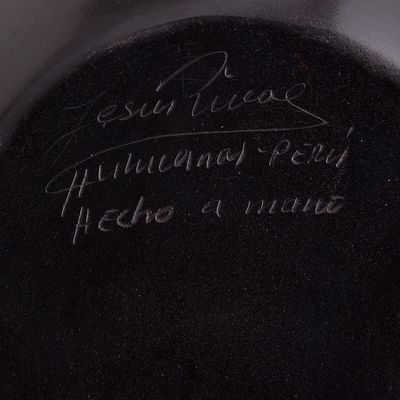 Jesus
CHulucanas - PERÚ
HEcho a mano